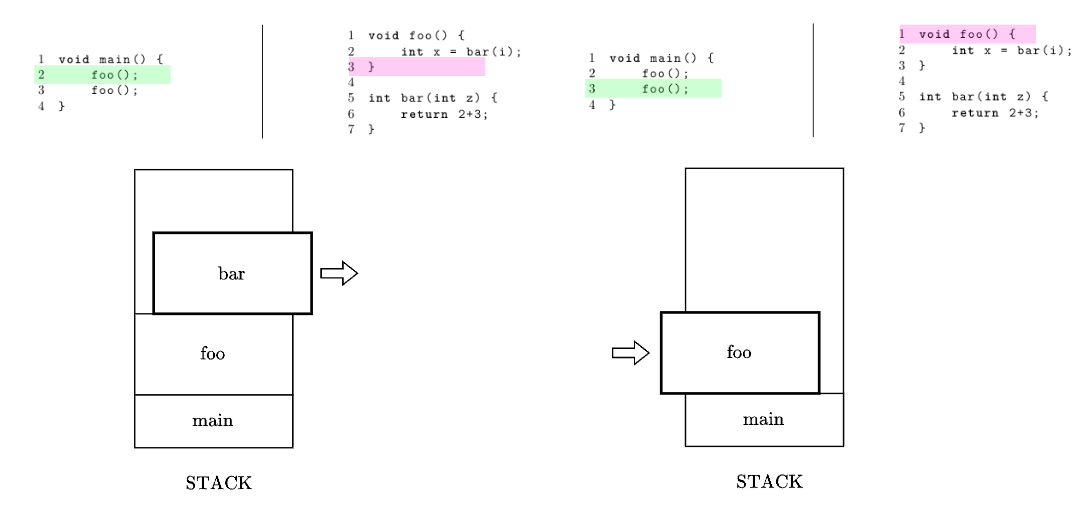 1 void main() {
2 foo();
3 foo();
4 }
1 void foo() {
2 int x = bar(i);
3 }
4
5 int bar(int z) {
6 return 2+3;
7 }
bar
foo
main
STACK
1 void main() {
2 foo();
3 foo();
4 }
1 void foo() {
2 int x = bar(i);
3 }
4
5 int bar(int z) {
6 return 2+3;
7 }
foo
main
STACK